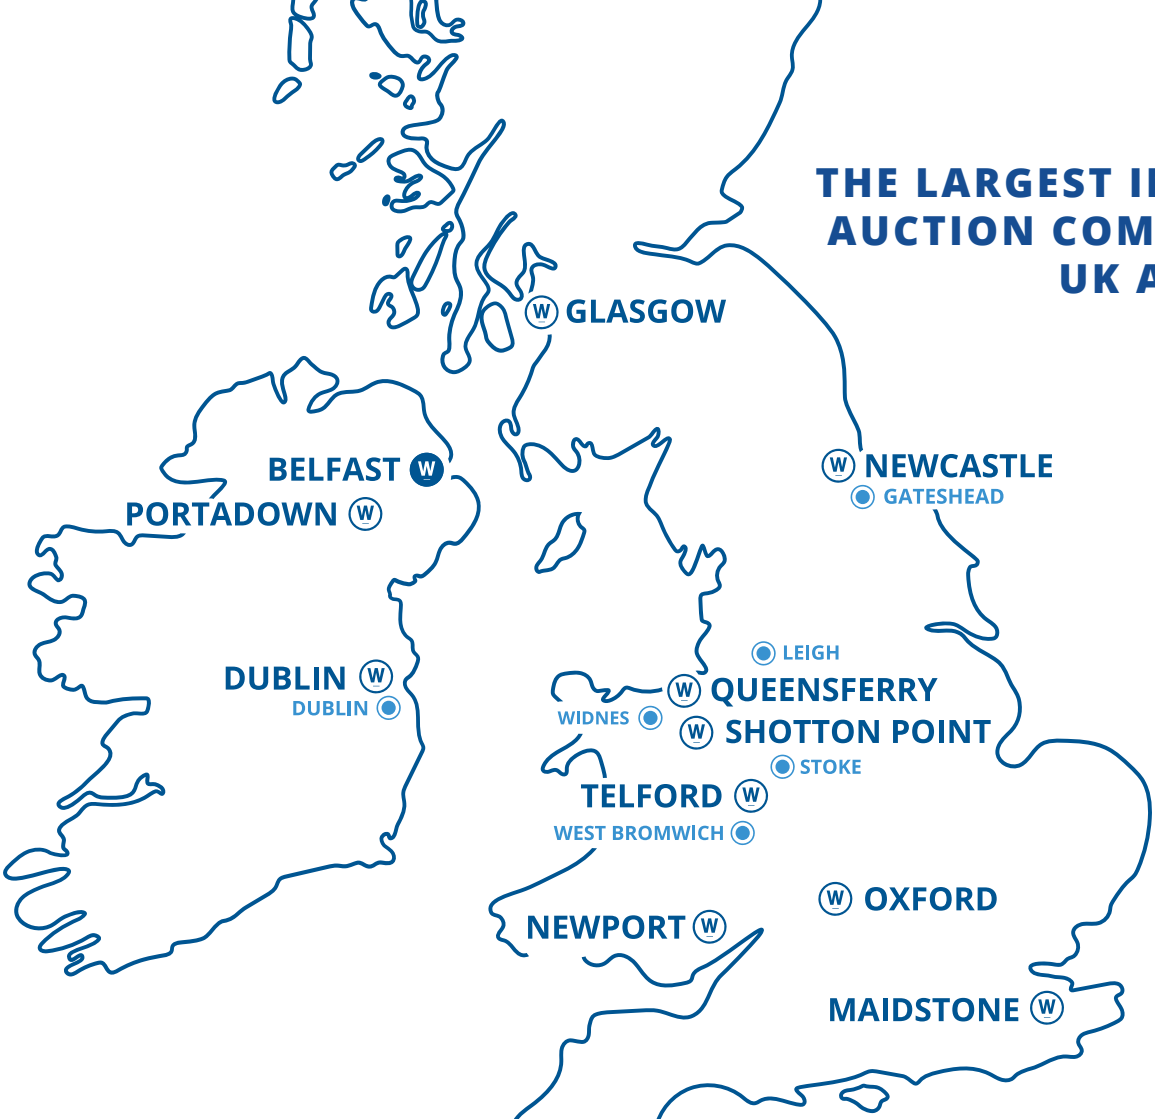 THE LARGEST
AUCTION
UK
W GLASGOW
BELFAST W
W NEWCASTLE
GATESHEAD
PORTADOWN W
LEIGH
DUBLIN W
DUBLIN
W QUEENSFERRY
WIDNES
W SHOTTON POINT
STOKE
TELFORD W
WEST BROMWICH
W OXFORD
NEWPORT W
MAIDSTONE W